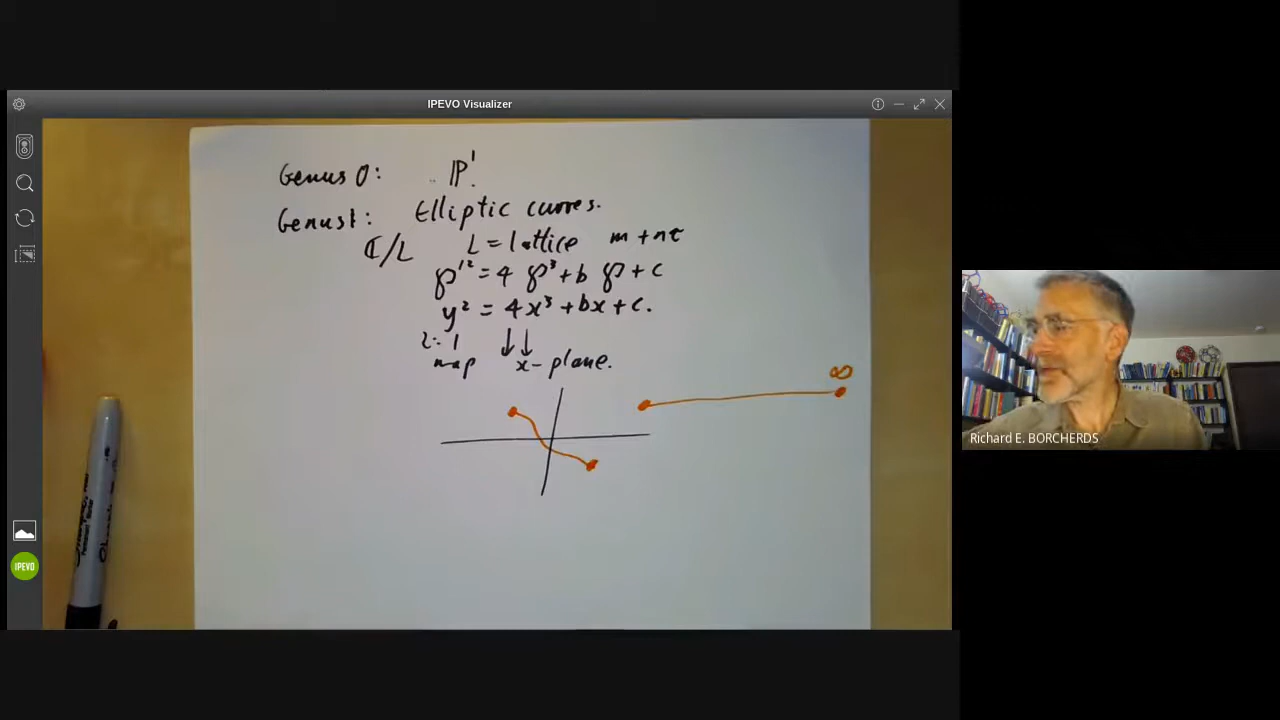 IPEVO Visualizer
Genus 0: ℙ¹.
Genus 1: Elliptic curves.
ℂ/L L = lattice m + nτ
℘'² = 4 ℘³ + b ℘ + c
y² = 4x³ + bx + c.
2:1 ↓ ↓
map x-plane.
∞
Richard E. BORCHERDS
IPEVO